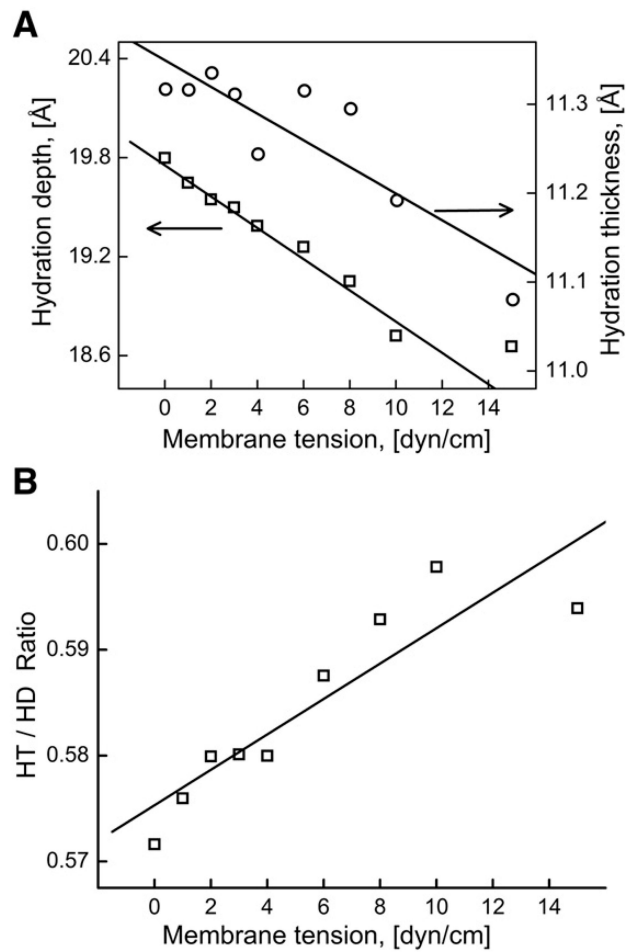 A
20.4
19.8
19.2
18.6
Hydration depth, [Å]
11.3
11.2
11.1
11.0
Hydration thickness, [Å]
0 2 4 6 8 10 12 14
Membrane tension, [dyn/cm]
B
0.60
0.59
0.58
0.57
HT / HD Ratio
0 2 4 6 8 10 12 14
Membrane tension, [dyn/cm]